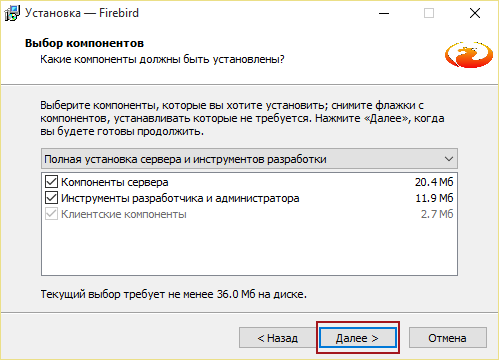 Установка — Firebird
Выбор компонентов
Какие компоненты должны быть установлены?
Выберите компоненты, которые вы хотите установить; снимите флажки с
компонентов, устанавливать которые не требуется. Нажмите «Далее», когда
вы будете готовы продолжить.
Полная установка сервера и инструментов разработки
Компоненты сервера 20.4 Мб
Инструменты разработчика и администратора 11.9 Мб
Клиентские компоненты 2.7 Мб
Текущий выбор требует не менее 36.0 Мб на диске.
< Назад Далее > Отмена